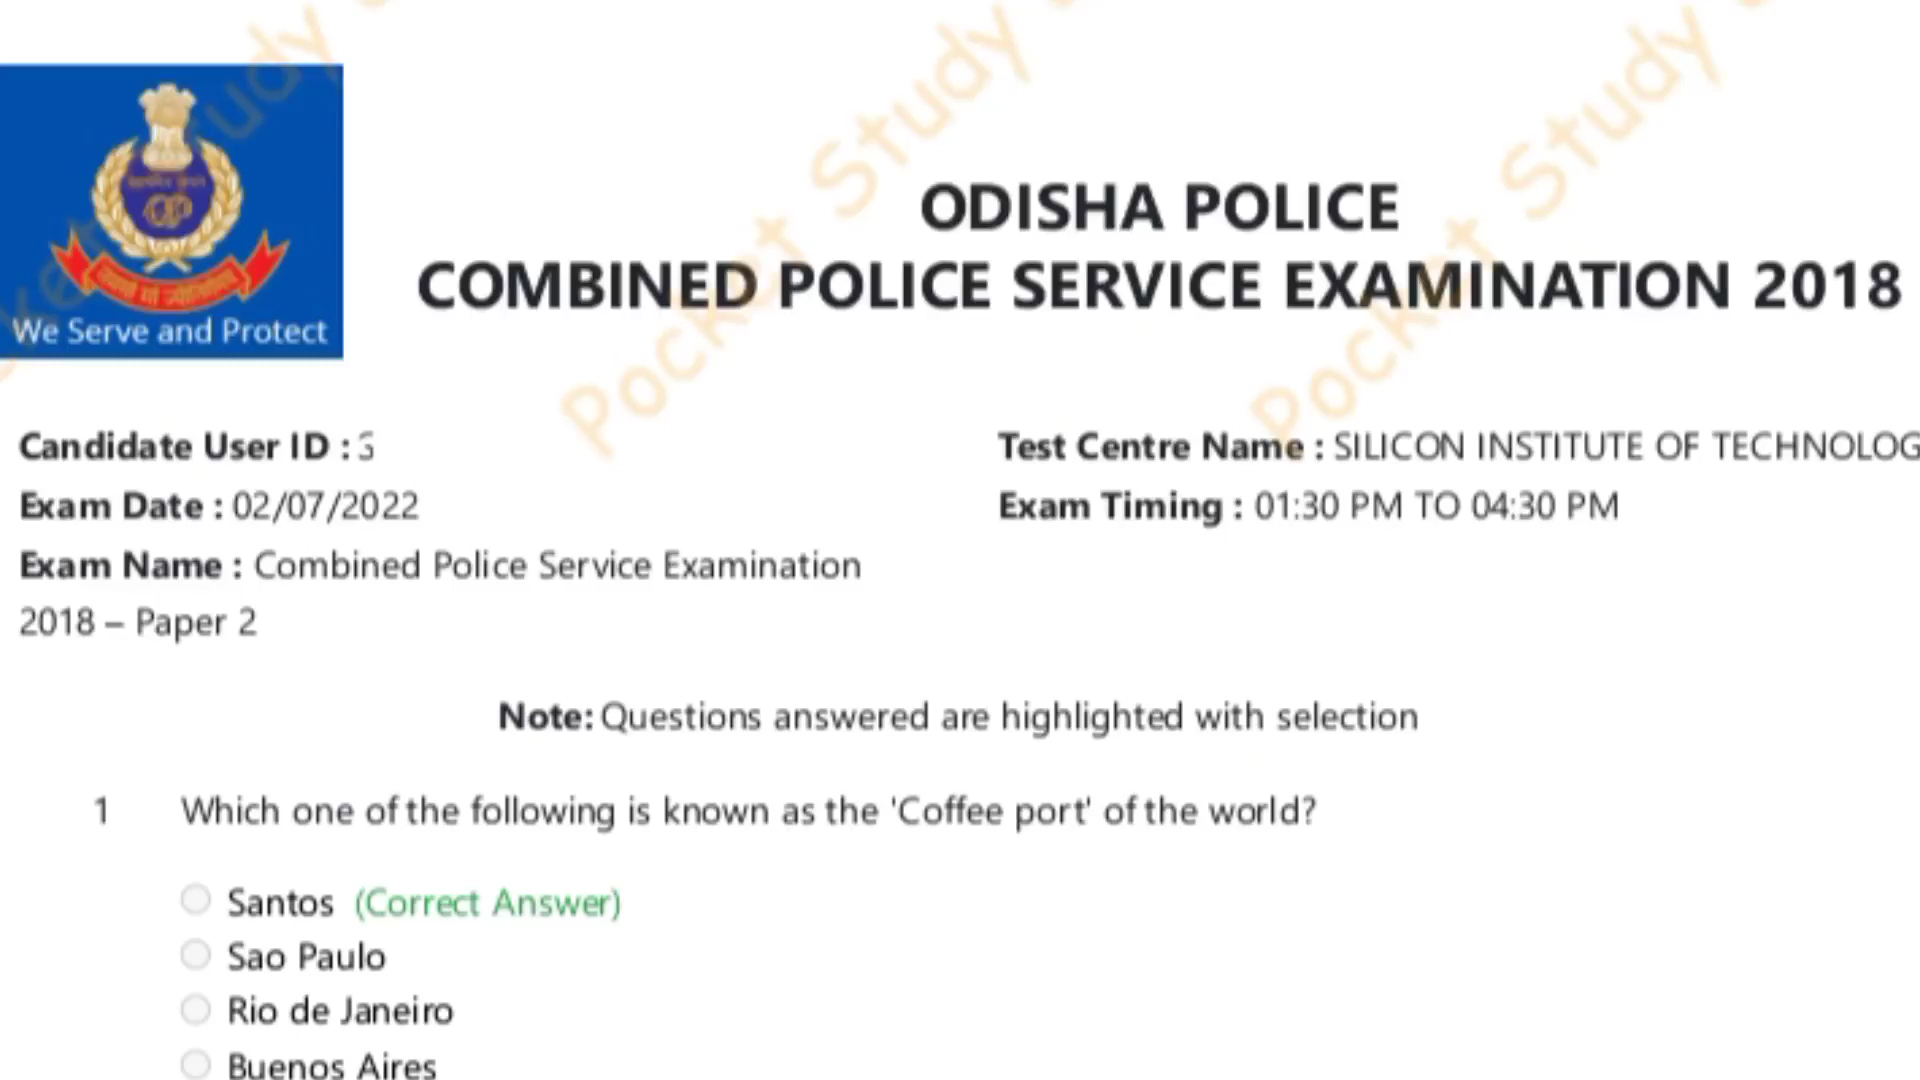 We Serve and Protect
ODISHA POLICE
COMBINED POLICE SERVICE EXAMINATION 2018
Candidate User ID :
Test Centre Name : SILICON INSTITUTE OF TECHNOLOG
Exam Date : 02/07/2022
Exam Timing : 01:30 PM TO 04:30 PM
Exam Name : Combined Police Service Examination
2018 – Paper 2
Note: Questions answered are highlighted with selection
1 Which one of the following is known as the 'Coffee port' of the world?
Santos (Correct Answer)
Sao Paulo
Rio de Janeiro
Buenos Aires
Pocket Study
Pocket Study